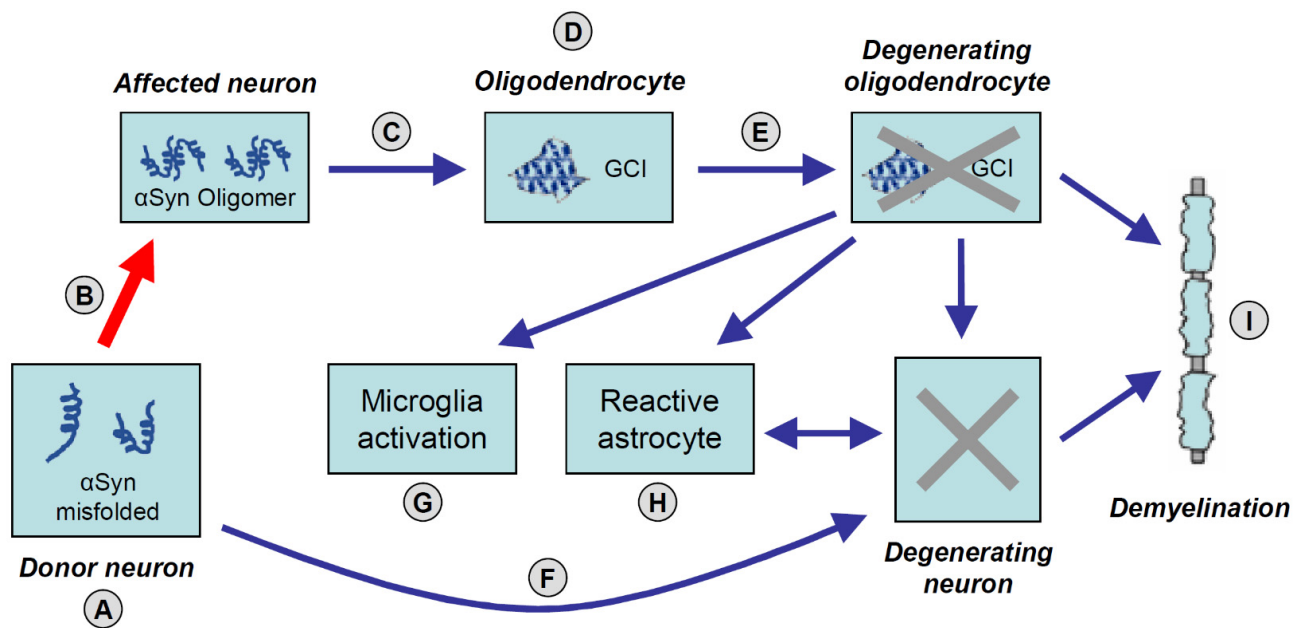 D
Affected neuron
Oligodendrocyte
Degenerating
oligodendrocyte
C
E
αSyn Oligomer
GCI
GCI
B
I
Microglia
activation
Reactive
astrocyte
αSyn
misfolded
G
H
Demyelination
Donor neuron
A
F
Degenerating
neuron